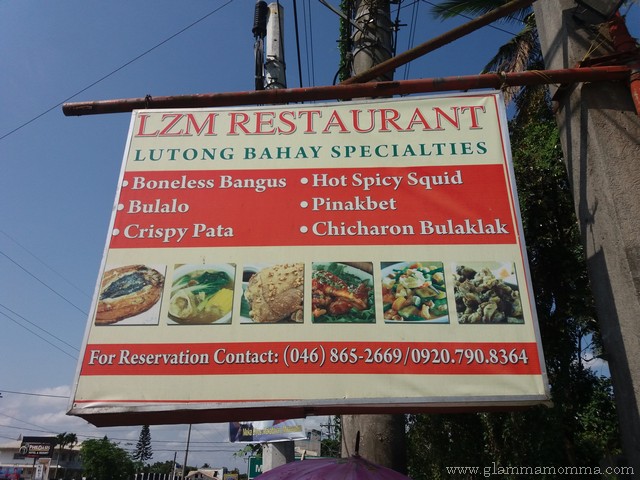 LZM RESTAURANT
LUTONG BAHAY SPECIALTIES
• Boneless Bangus
• Bulalo
• Crispy Pata
• Hot Spicy Squid
• Pinakbet
• Chicharon Bulaklak
For Reservation Contact: (046) 865-2669/0920.790.8364
www.glammamomma.com